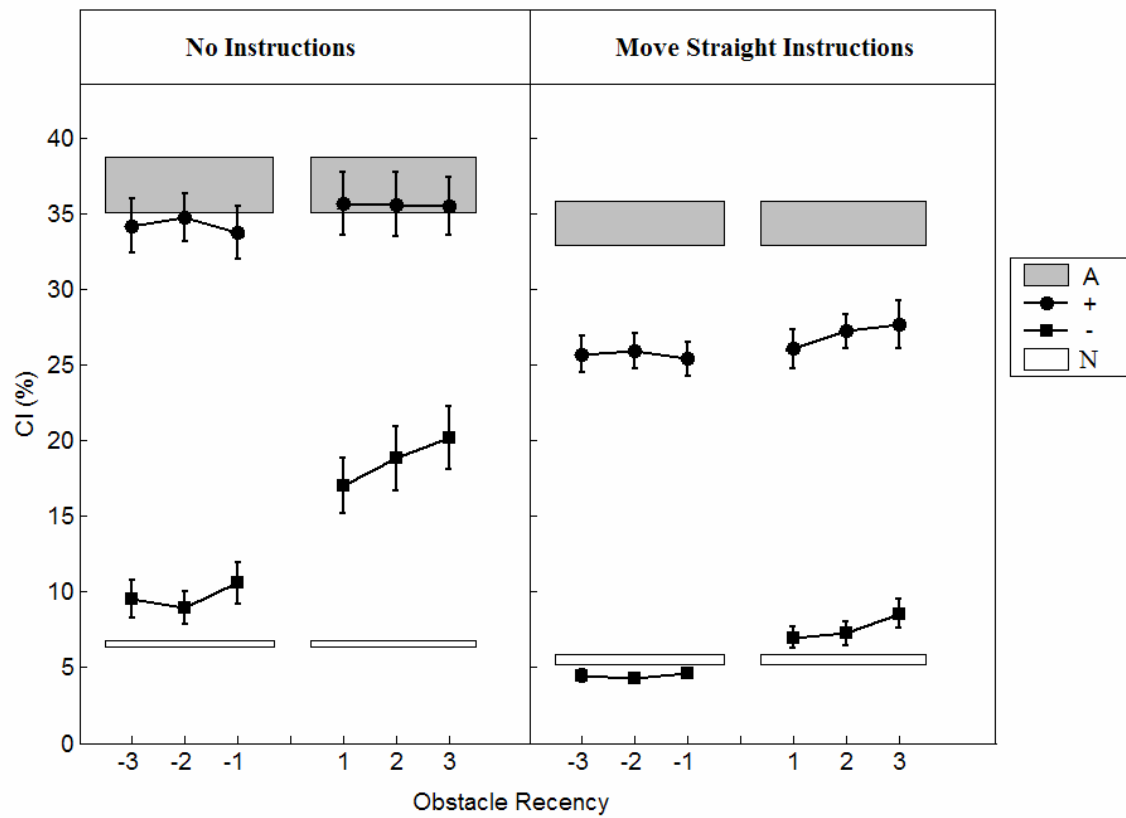 No Instructions
Move Straight Instructions
40
35
30
25
20
15
10
5
0
CI (%)
-3 -2 -1 1 2 3 -3 -2 -1 1 2 3
Obstacle Recency
A
+
-
N